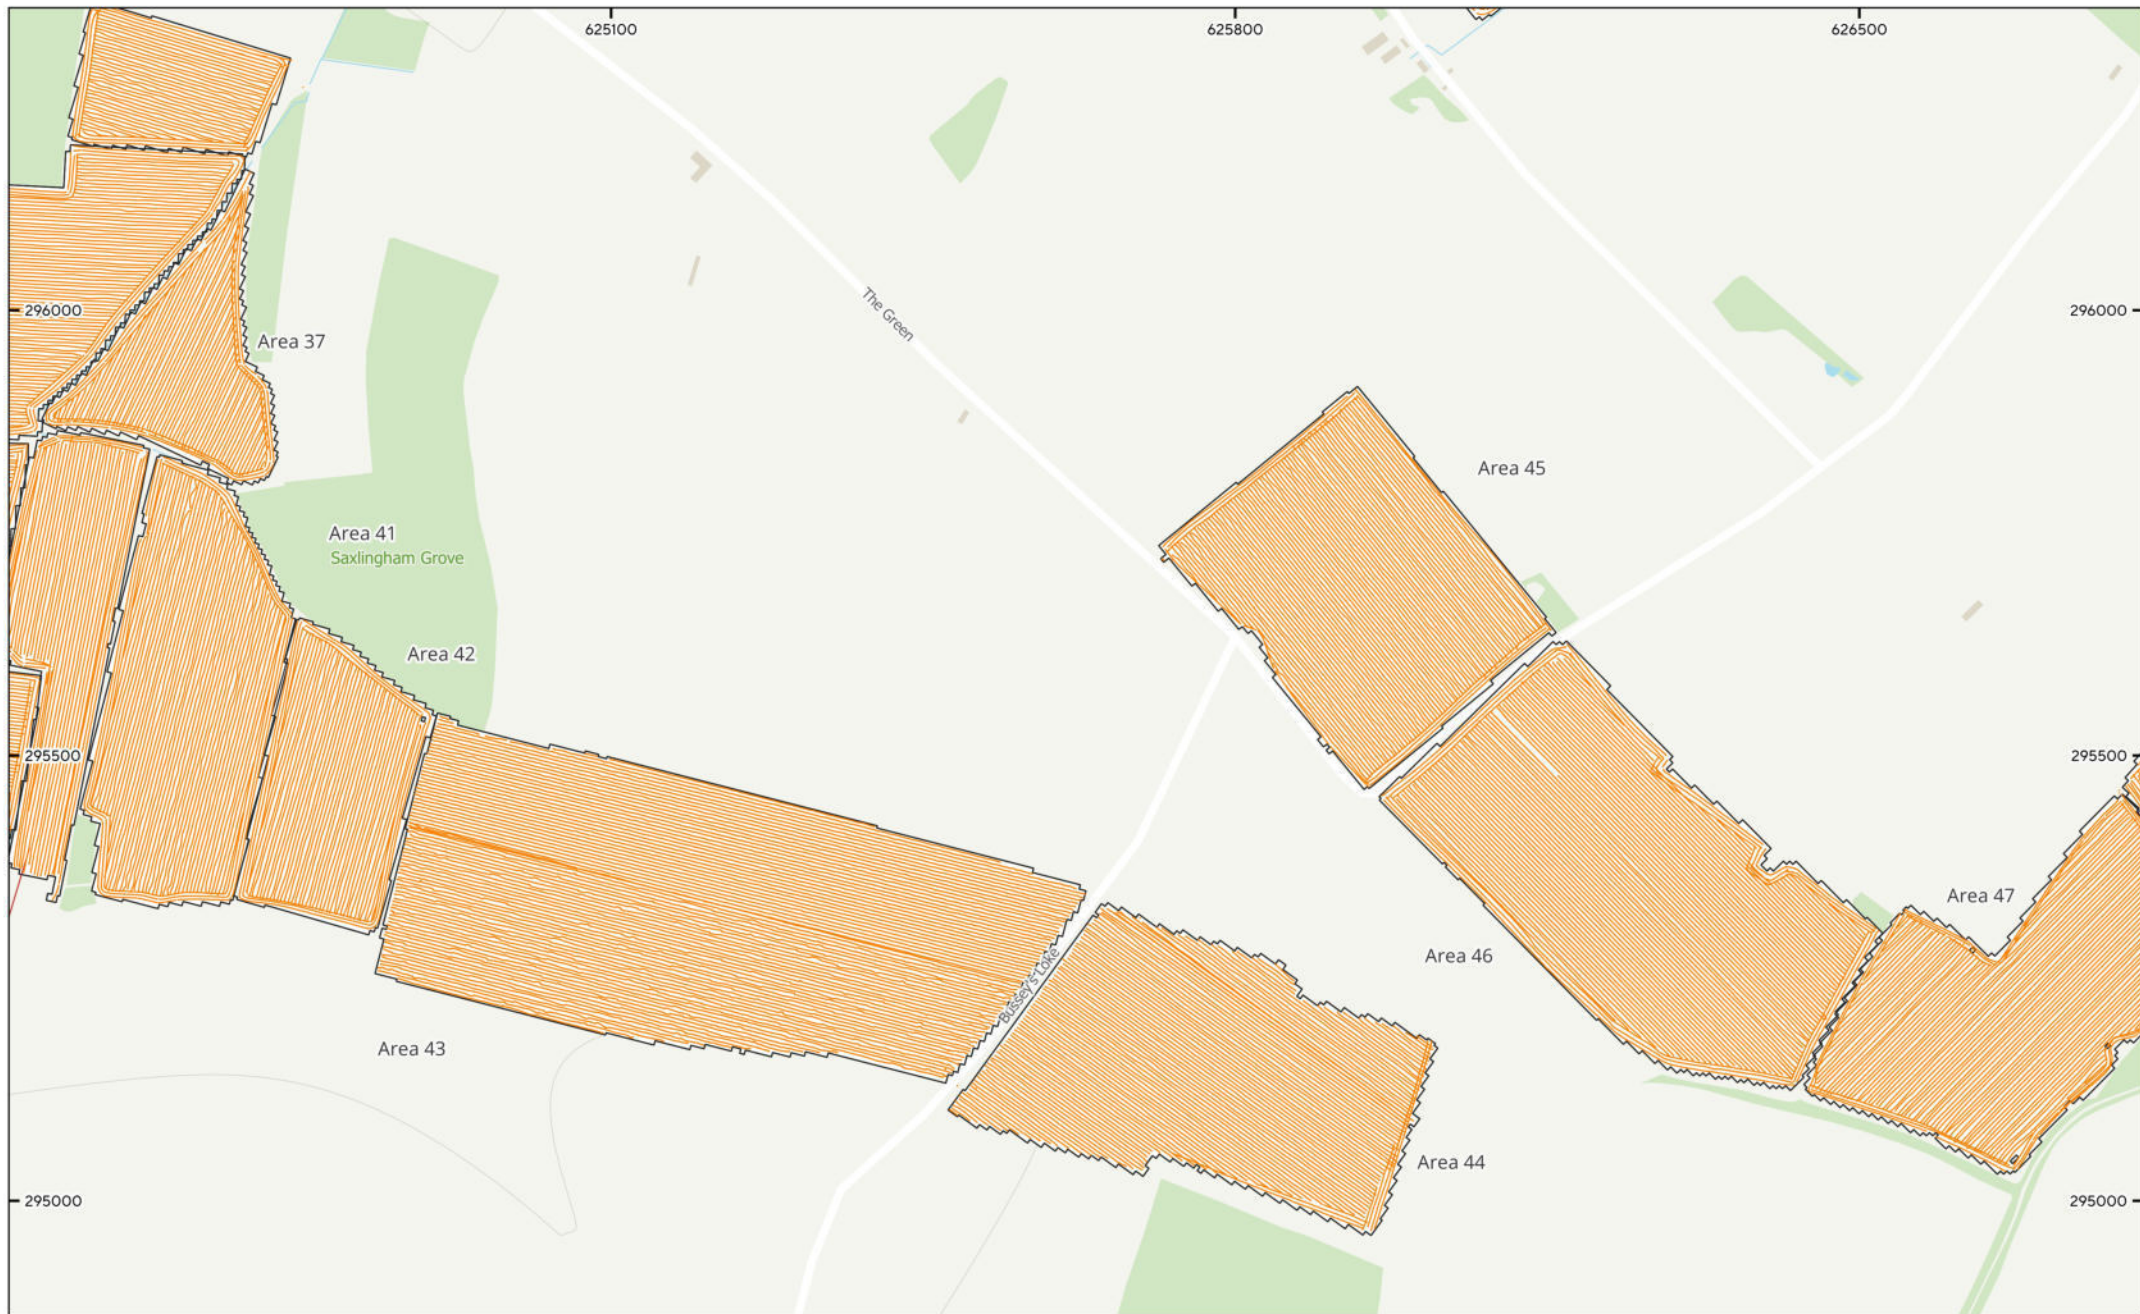 625100
625800
626500
296000
296000
The Green
Area 37
Area 45
Area 41
Saxlingham Grove
Area 42
295500
295500
Area 47
Area 46
Bussey's Loke
Area 43
Area 44
295000
295000